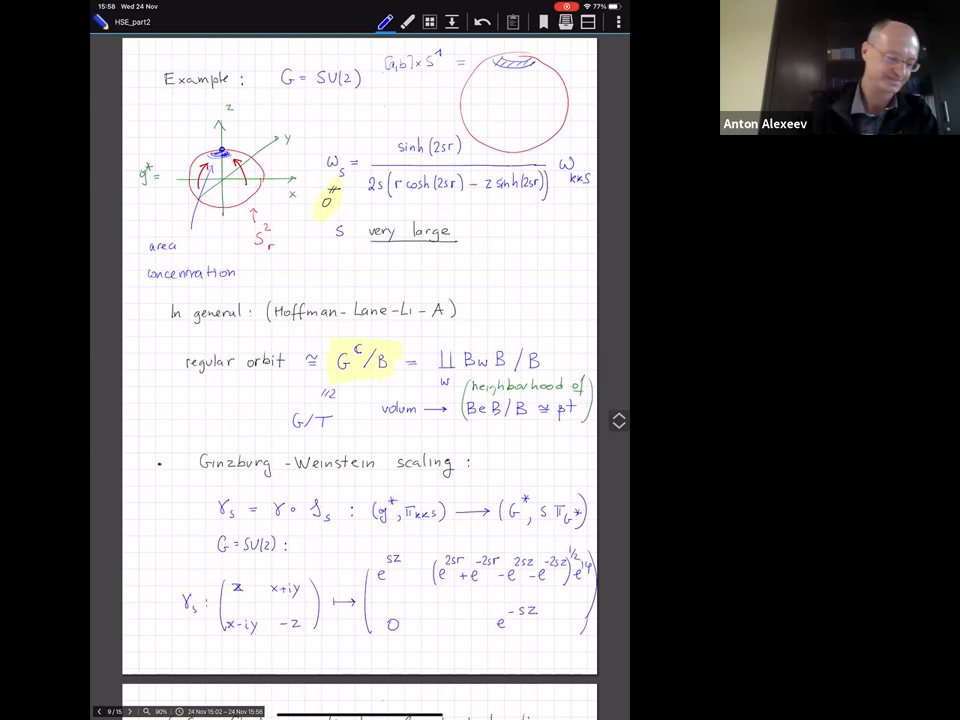 15:58 Wed 24 Nov
77%
HSE_part2
Example : G = SU(2) [a,b] × S¹ =
z
y
x
g* =
S²_r
area
concentration
ω_s = sinh(2sr) / 2s(r cosh(2sr) − z sinh(2sr)) ω_KKS
≠
0
s very large
In general : (Hoffman - Lane - Li - A)
regular orbit ≅ G^ℂ/B = ∐_w BwB/B
≅
G/T
volum ⟶ (neighborhood of
BeB/B ≅ pt)
• Ginzburg - Weinstein scaling :
γ_s = γ ∘ δ_s : (g*, π_KKS) ⟶ (G*, s π_G*)
G = SU(2) :
γ_s : ( z x+iy ; x−iy −z ) ⟼ ( e^{sz} (e^{2sr} + e^{-2sr} − e^{2sz} − e^{-2sz})^{1/2} e^{iφ} ; 0 e^{-sz} )
9/15 90% 24 Nov 15:02 – 24 Nov 15:56
Anton Alexeev